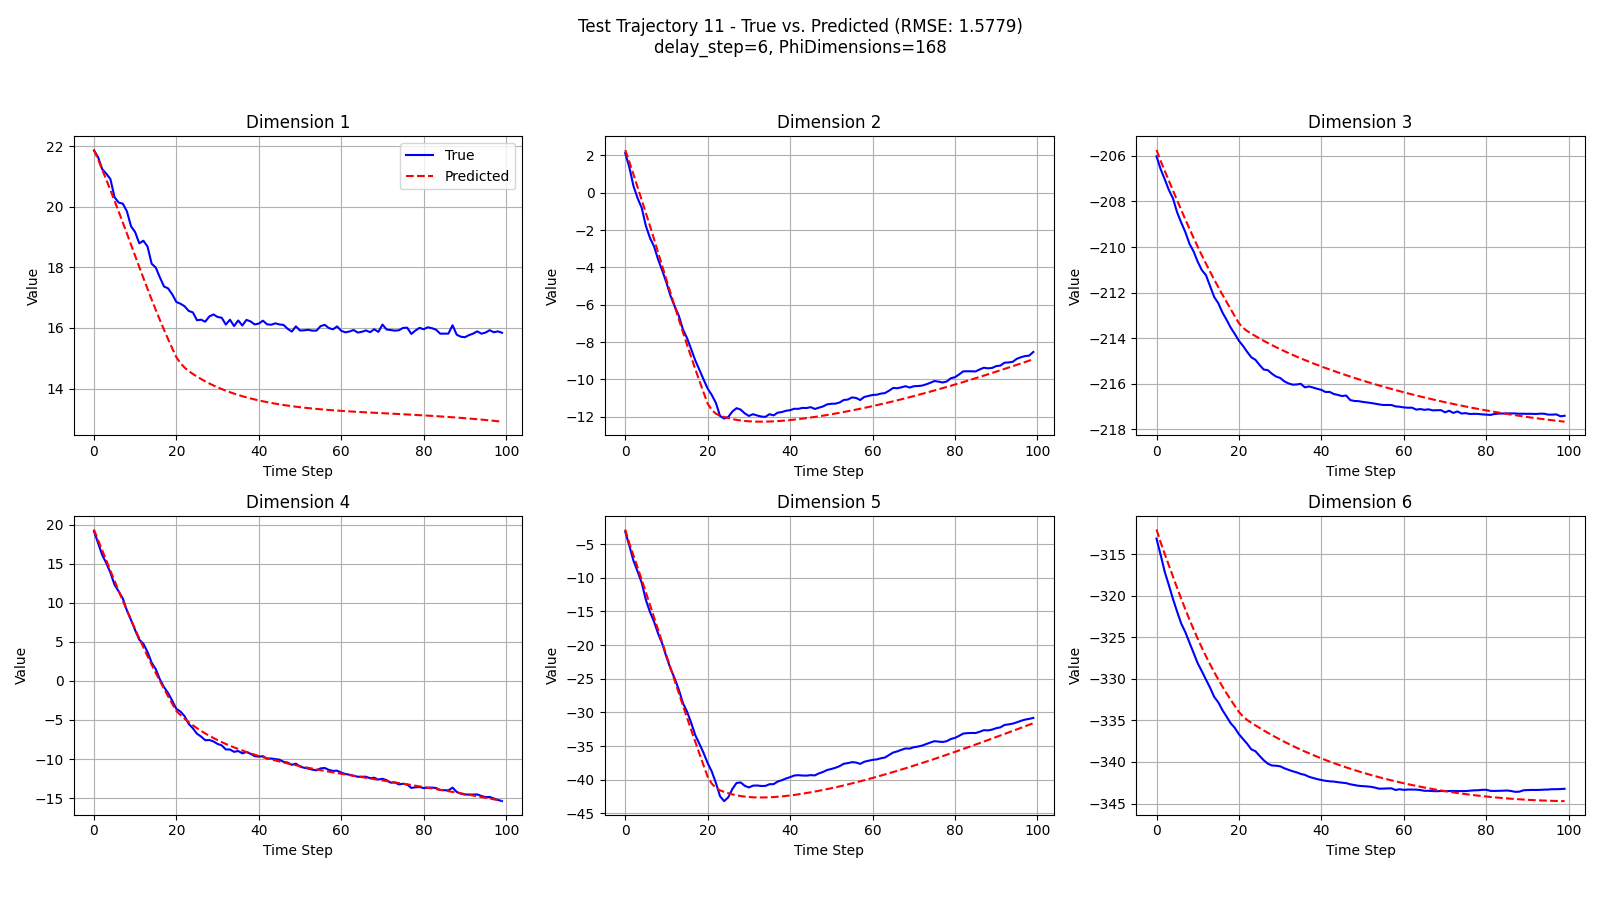 Test Trajectory 11 - True vs. Predicted (RMSE: 1.5779)
delay_step=6, PhiDimensions=168
Dimension 1
Value
22
20
18
16
14
True
Predicted
0 20 40 60 80 100
Time Step
Dimension 2
Value
2
0
−2
−4
−6
−8
−10
−12
0 20 40 60 80 100
Time Step
Dimension 3
Value
−206
−208
−210
−212
−214
−216
−218
0 20 40 60 80 100
Time Step
Dimension 4
Value
20
15
10
5
0
−5
−10
−15
0 20 40 60 80 100
Time Step
Dimension 5
Value
−5
−10
−15
−20
−25
−30
−35
−40
−45
0 20 40 60 80 100
Time Step
Dimension 6
Value
−315
−320
−325
−330
−335
−340
−345
0 20 40 60 80 100
Time Step